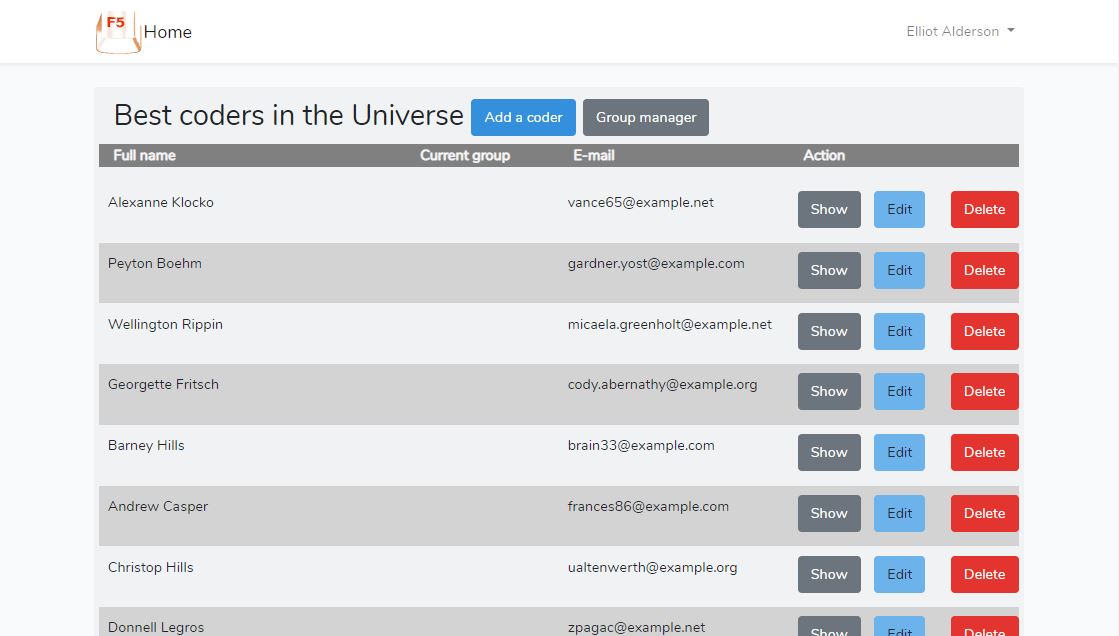 F5 Home Elliot Alderson
Best coders in the Universe Add a coder Group manager
Full name Current group E-mail Action
Alexanne Klocko vance65@example.net Show Edit Delete
Peyton Boehm gardner.yost@example.com Show Edit Delete
Wellington Rippin micaela.greenholt@example.net Show Edit Delete
Georgette Fritsch cody.abernathy@example.org Show Edit Delete
Barney Hills brain33@example.com Show Edit Delete
Andrew Casper frances86@example.com Show Edit Delete
Christop Hills ualtenwerth@example.org Show Edit Delete
Donnell Legros zpagac@example.net Show Edit Delete